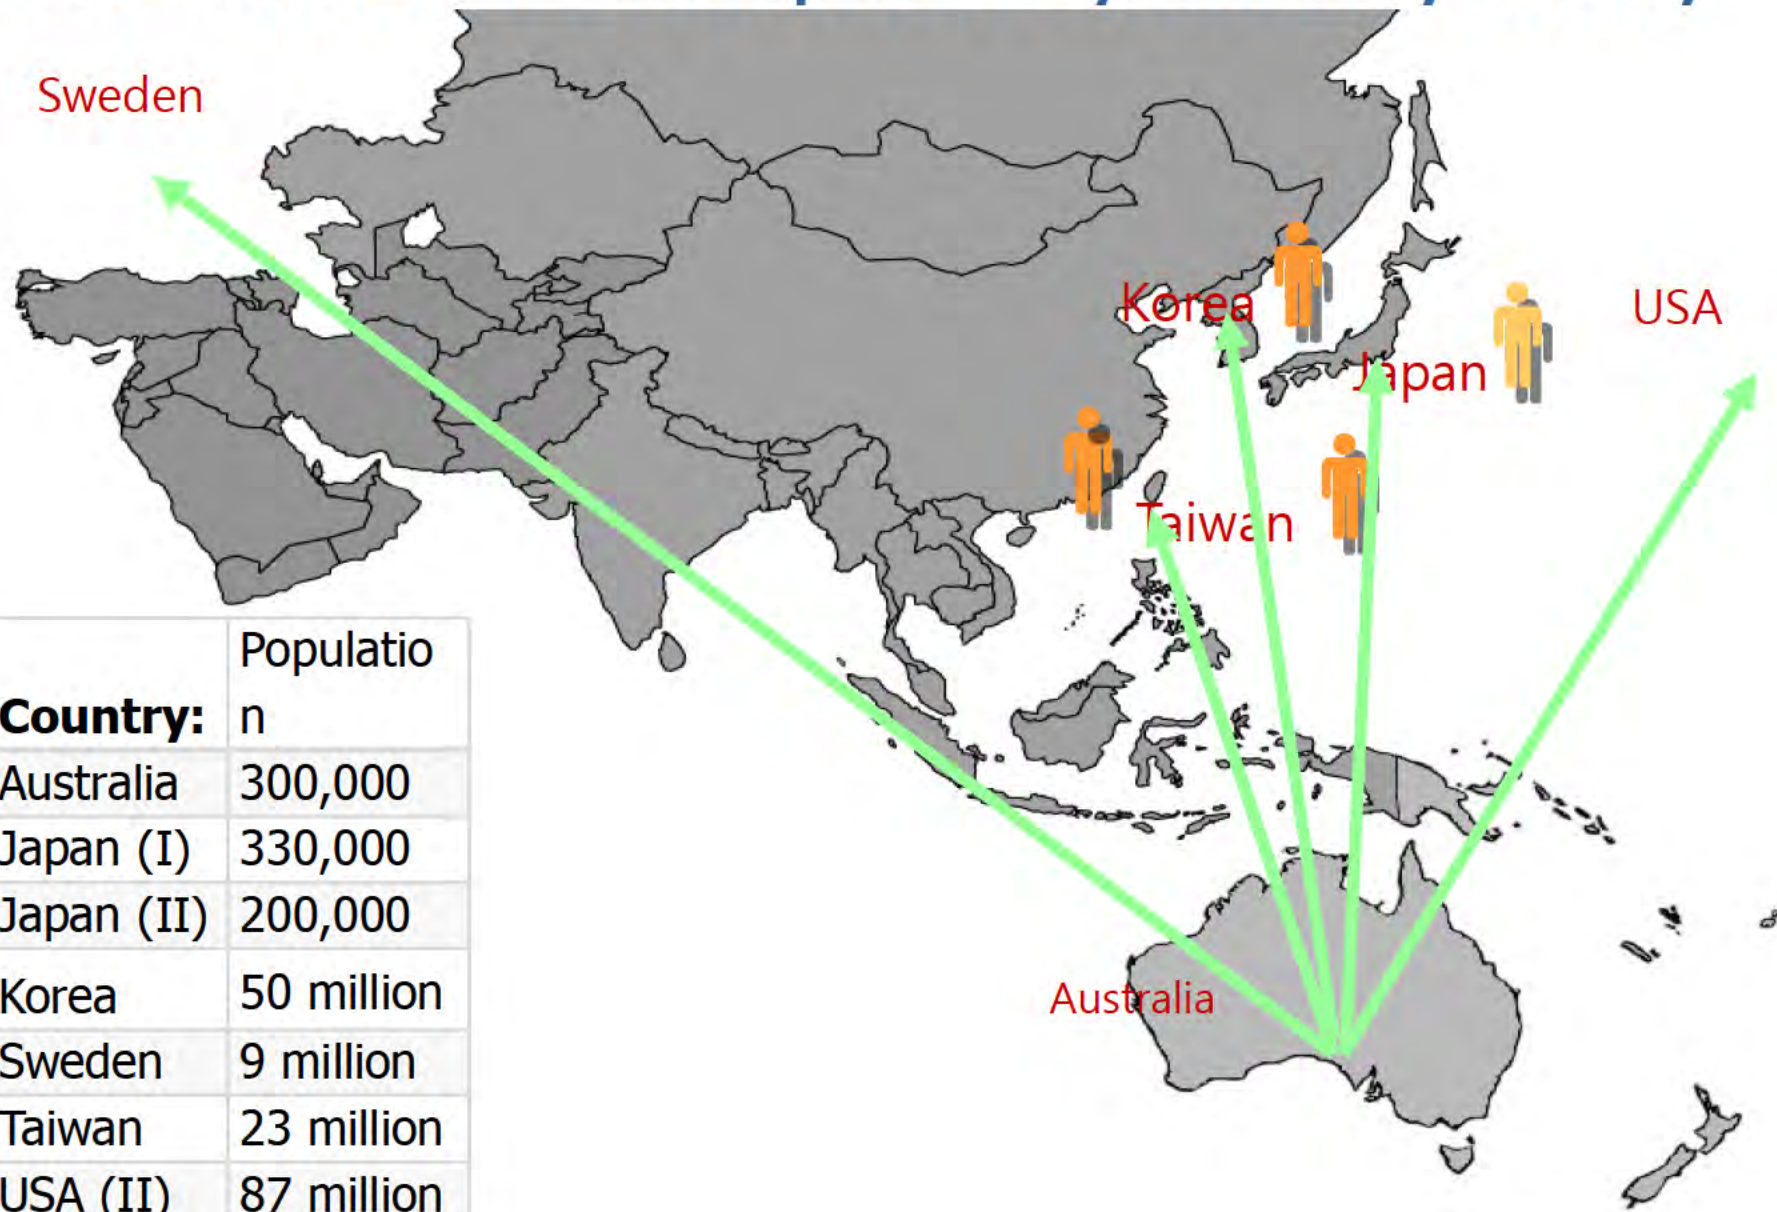 Sweden
Korea
USA
Japan
Taiwan
Australia
Populatio
Country: n
Australia 300,000
Japan (I) 330,000
Japan (II) 200,000
Korea 50 million
Sweden 9 million
Taiwan 23 million
USA (II) 87 million